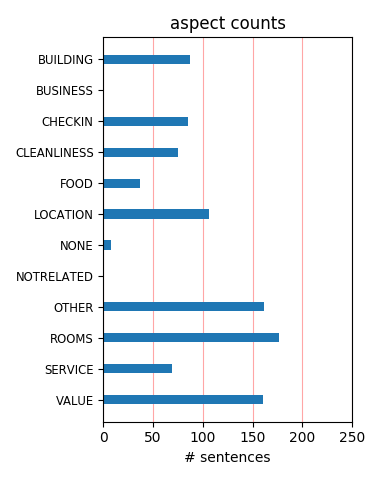 aspect counts
BUILDING
BUSINESS
CHECKIN
CLEANLINESS
FOOD
LOCATION
NONE
NOTRELATED
OTHER
ROOMS
SERVICE
VALUE
0 50 100 150 200 250
# sentences